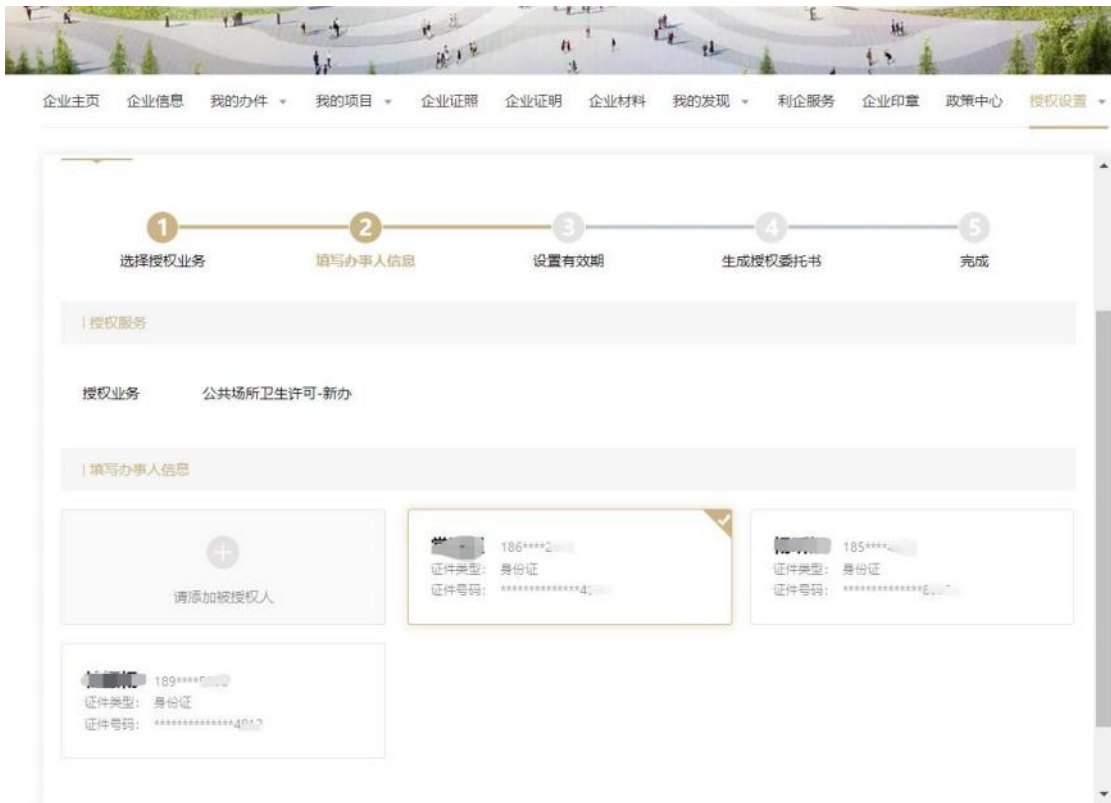 企业主页 企业信息 我的办件 我的项目 企业证照 企业证明 企业材料 我的发现 利企服务 企业印章 政策中心 授权设置
1 2 3 4 5
选择授权业务 填写办事人信息 设置有效期 生成授权委托书 完成
授权服务
授权业务 公共场所卫生许可-新办
填写办事人信息
请添加被授权人
186****2
证件类型: 身份证
证件号码: **************4
185****
证件类型: 身份证
证件号码: **************8
189****
证件类型: 身份证
证件号码: **************4